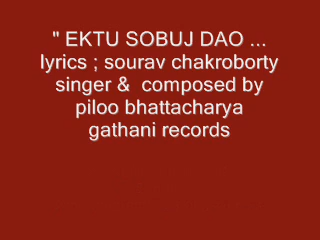 " EKTU SOBUJ DAO ...
lyrics ; sourav chakroborty
singer &  composed by
piloo bhattacharya
gathani records